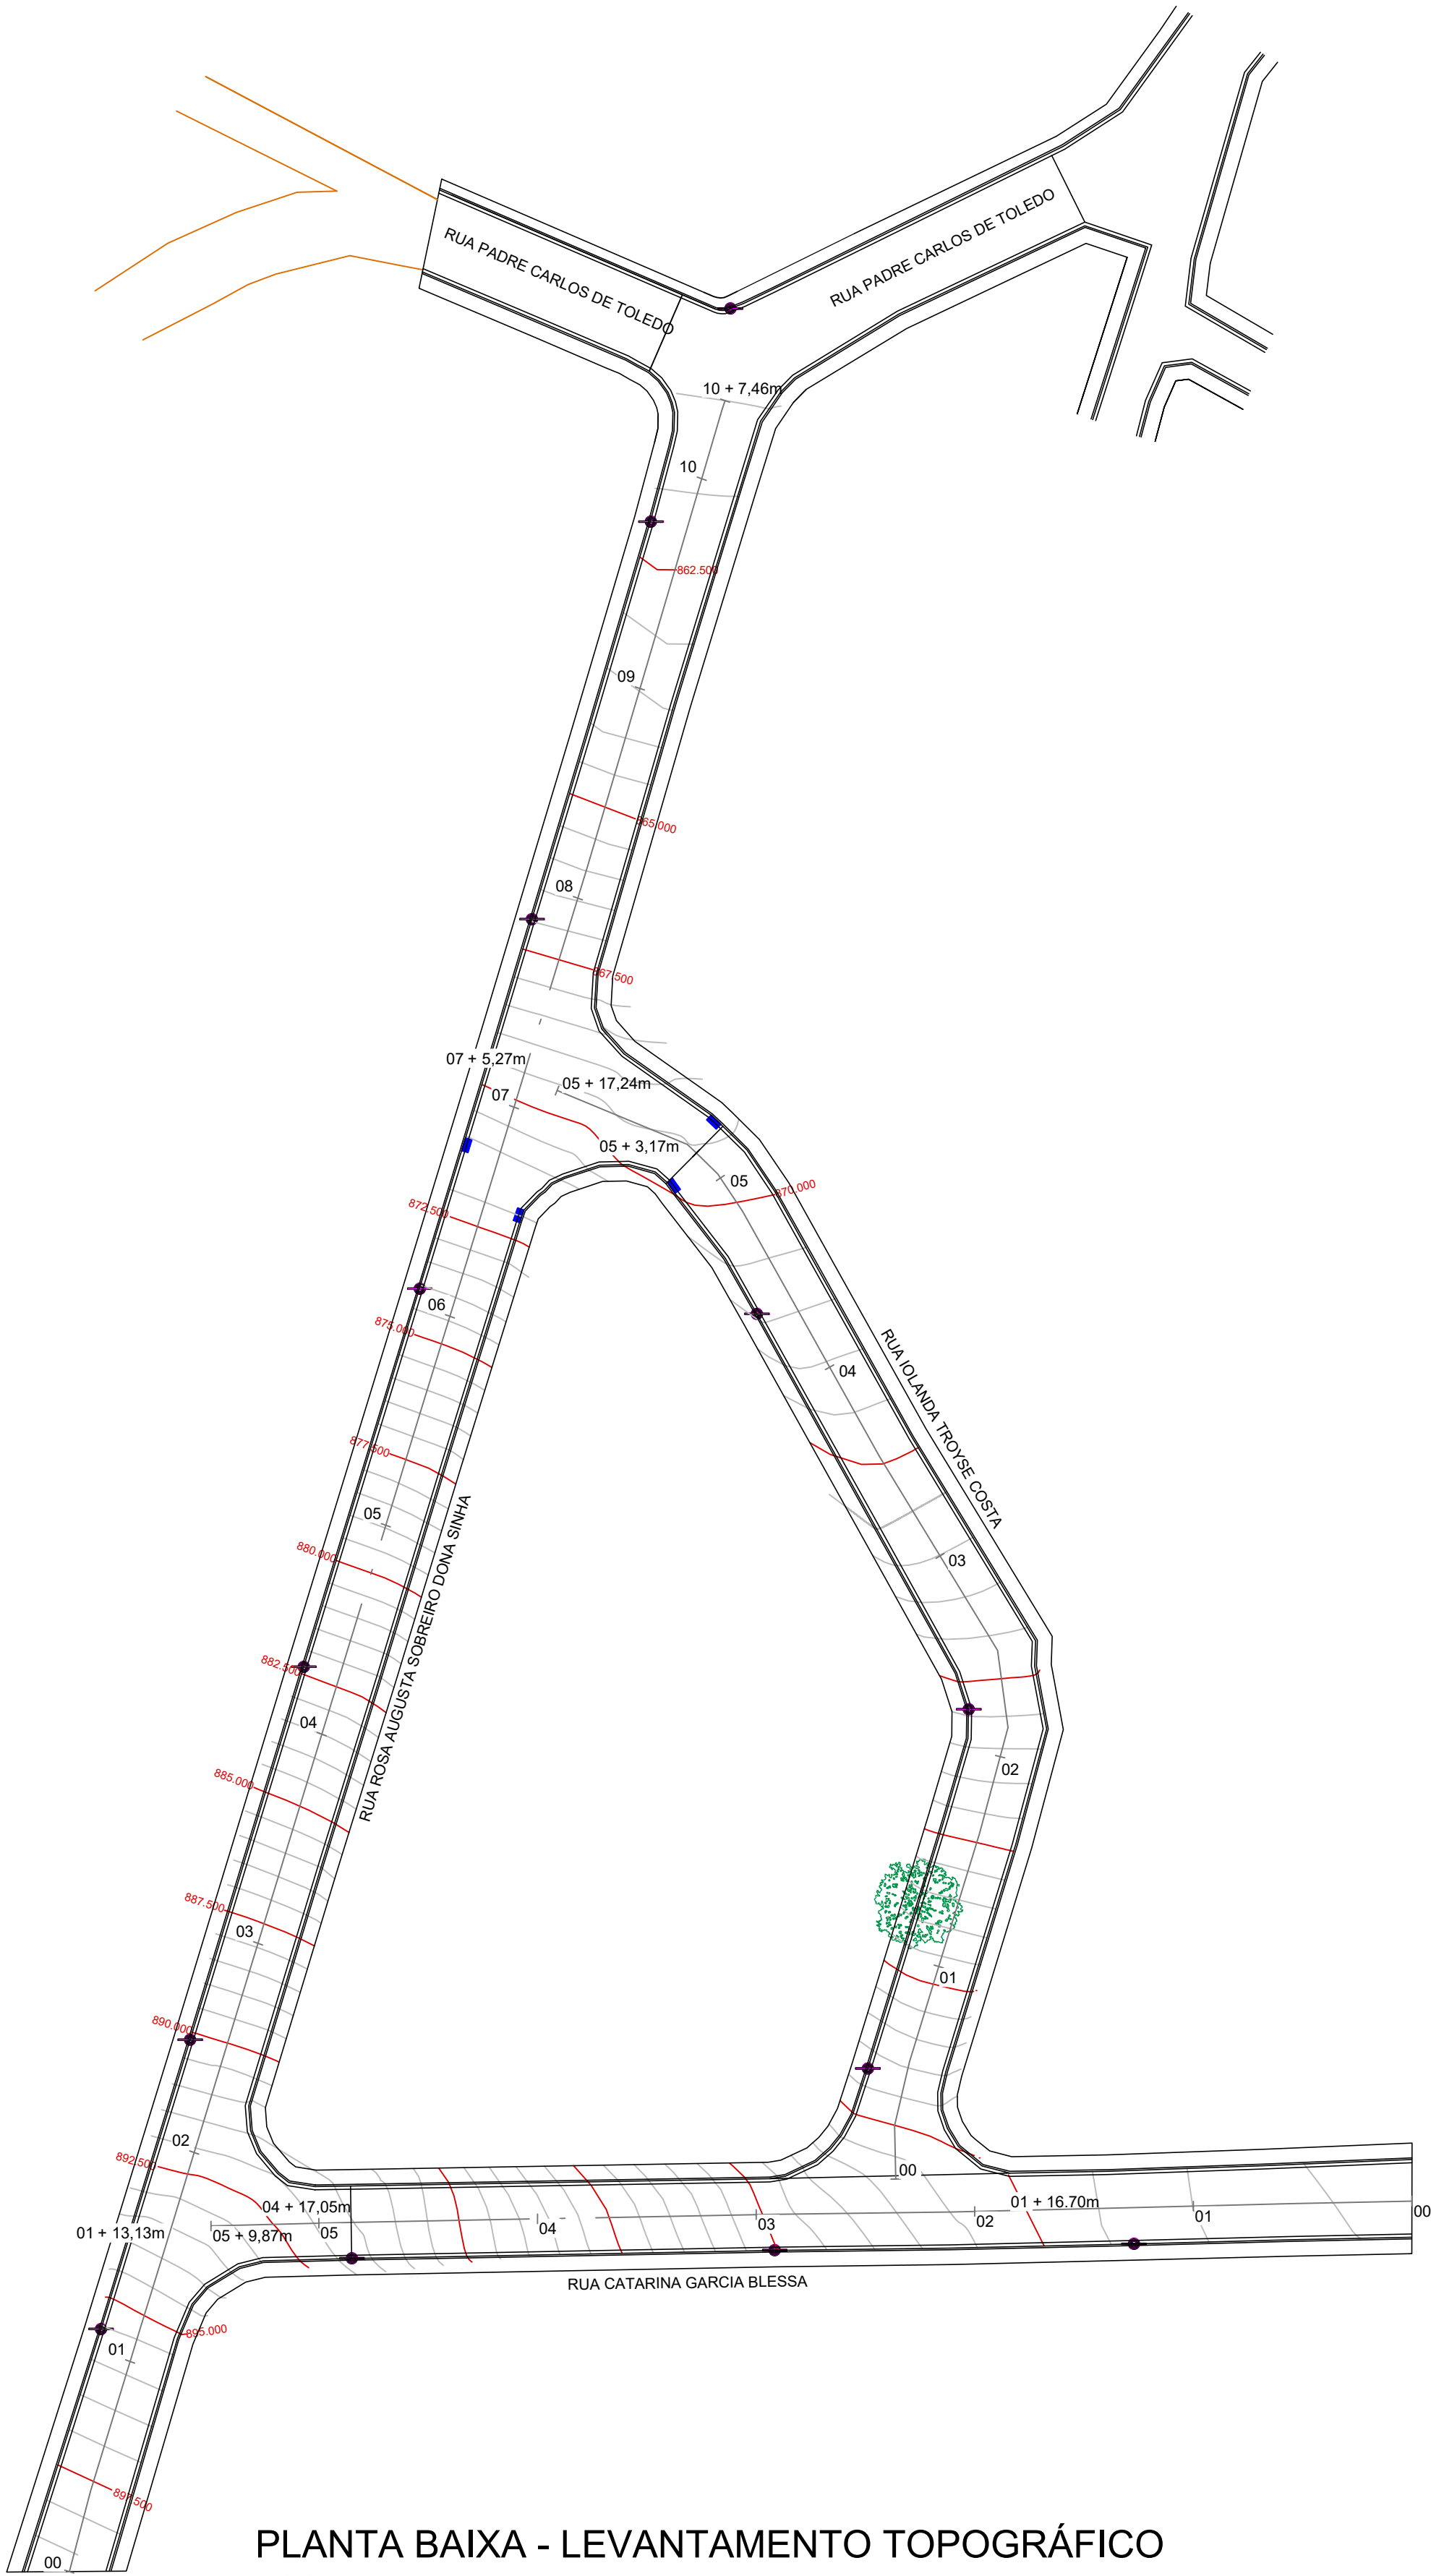 RUA PADRE CARLOS DE TOLEDO
RUA PADRE CARLOS DE TOLEDO
10 + 7,46m
10
862.500
09
865.000
08
867.500
07 + 5,27m
07
05 + 17,24m
05 + 3,17m
05
870.000
872.500
06
875.000
04
RUA IOLANDA TROYSE COSTA
877.500
05
RUA ROSA AUGUSTA SOBREIRO DONA SINHA
880.000
03
882.500
04
02
885.000
887.500
03
01
890.000
02
892.500
00
04 + 17,05m
01 + 16.70m
01 + 13,13m
05 + 9,87m
05
04
03
02
01
00
RUA CATARINA GARCIA BLESSA
895.000
01
897.500
00
PLANTA BAIXA - LEVANTAMENTO TOPOGRÁFICO